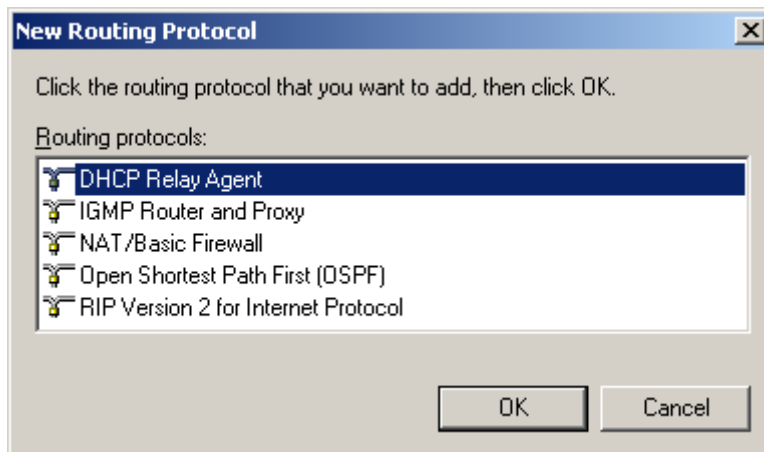 New Routing Protocol
Click the routing protocol that you want to add, then click OK.
Routing protocols:
DHCP Relay Agent
IGMP Router and Proxy
NAT/Basic Firewall
Open Shortest Path First (OSPF)
RIP Version 2 for Internet Protocol
OK Cancel